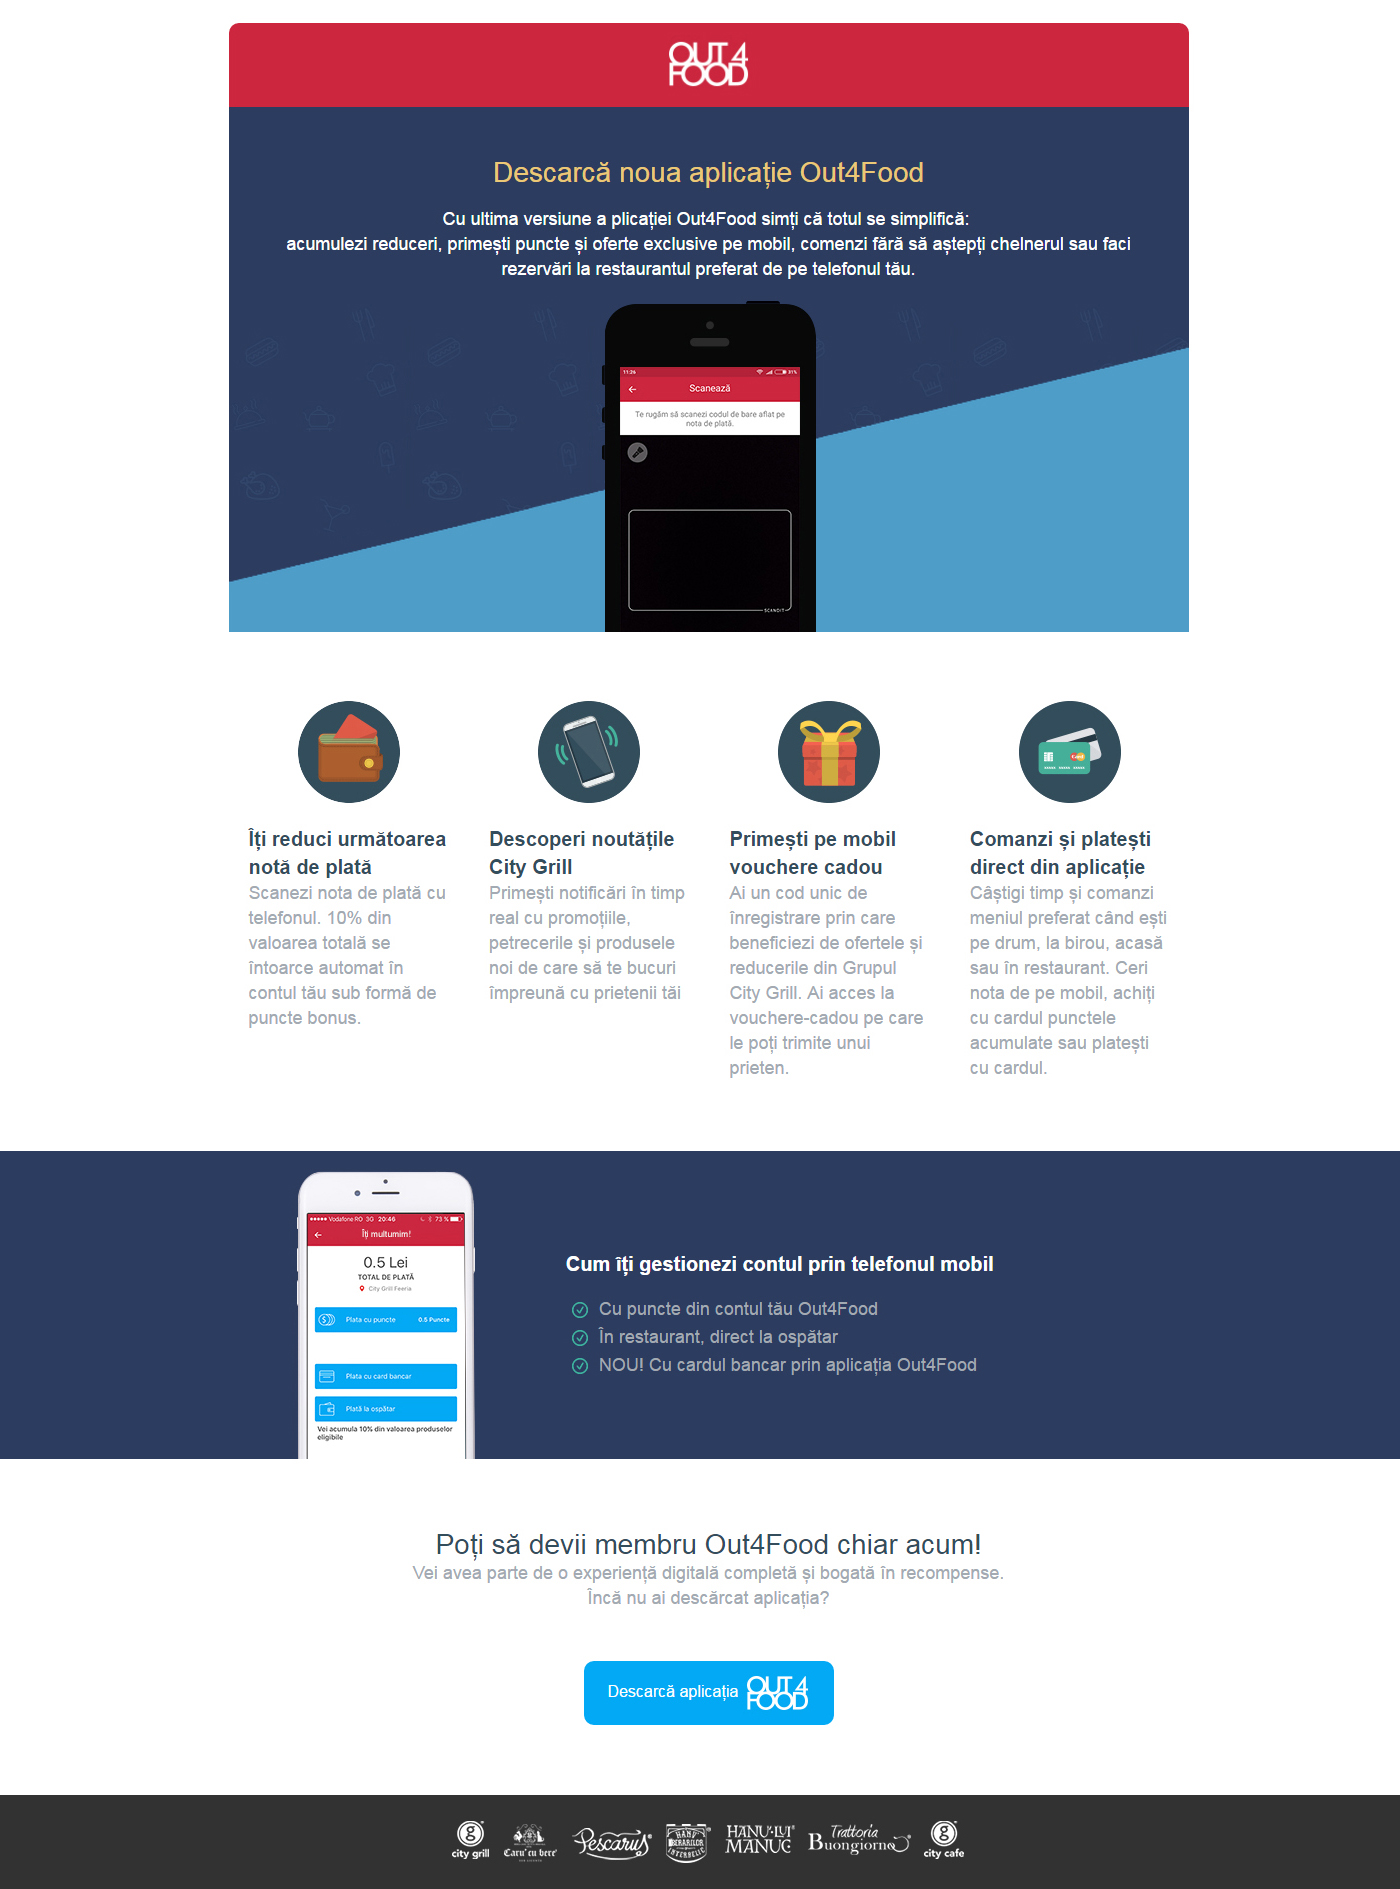 OUT4
FOOD
Descarcă noua aplicație Out4Food
Cu ultima versiune a plicației Out4Food simți că totul se simplifică:
acumulezi reduceri, primești puncte și oferte exclusive pe mobil, comenzi fără să aștepți chelnerul sau faci
rezervări la restaurantul preferat de pe telefonul tău.
11:26
31%
Scanează
Te rugăm să scanezi codul de bare aflat pe
nota de plată.
SCANDIT
Îți reduci următoarea
notă de plată
Scanezi nota de plată cu
telefonul. 10% din
valoarea totală se
întoarce automat în
contul tău sub formă de
puncte bonus.
Descoperi noutățile
City Grill
Primești notificări în timp
real cu promoțiile,
petrecerile și produsele
noi de care să te bucuri
împreună cu prietenii tăi
Primești pe mobil
vouchere cadou
Ai un cod unic de
înregistrare prin care
beneficiezi de ofertele și
reducerile din Grupul
City Grill. Ai acces la
vouchere-cadou pe care
le poți trimite unui
prieten.
Comanzi și platești
direct din aplicație
Câștigi timp și comanzi
meniul preferat când ești
pe drum, la birou, acasă
sau în restaurant. Ceri
nota de pe mobil, achiți
cu cardul punctele
acumulate sau platești
cu cardul.
Vodafone RO 3G 20:46 73 %
Îți multumim!
0.5 Lei
TOTAL DE PLATĂ
City Grill Feeria
Plata cu puncte 0.5 Puncte
Plata cu card bancar
Plată la ospătar
Vei acumula 10% din valoarea produselor
eligibile
Cum îți gestionezi contul prin telefonul mobil
Cu puncte din contul tău Out4Food
În restaurant, direct la ospătar
NOU! Cu cardul bancar prin aplicația Out4Food
Poți să devii membru Out4Food chiar acum!
Vei avea parte de o experiență digitală completă și bogată în recompense.
Încă nu ai descărcat aplicația?
Descarcă aplicația OUT4
FOOD
city grill
Caru' cu bere
Pescaruș
HANU
BERARILOR
INTERBELIC
HANU·LUI
MANUC
Trattoria
Buongiorno
city cafe